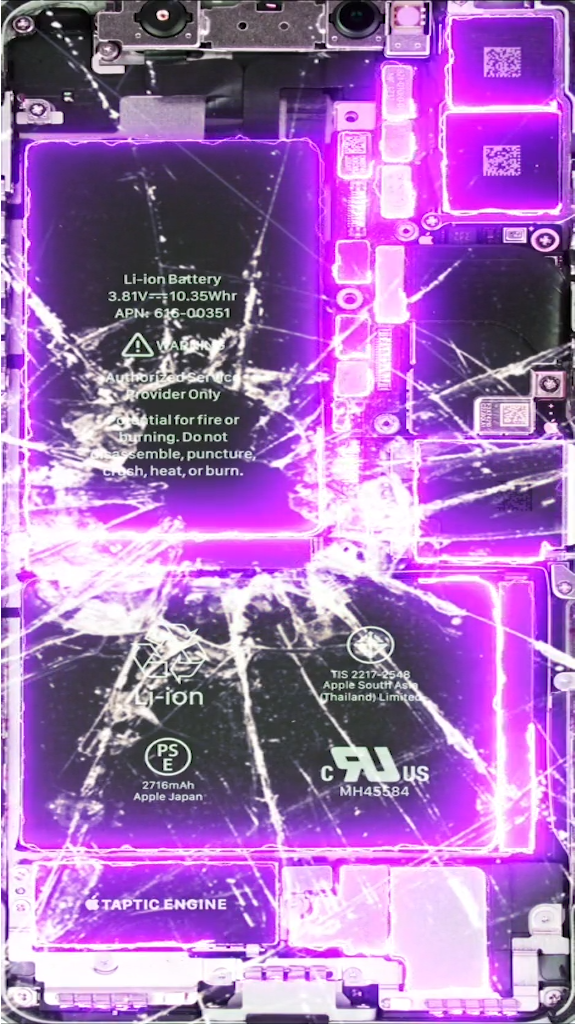 Li-ion Battery
3.81V⎓10.35Whr
APN: 616-00351
WARNING
Authorized Service
Provider Only
Potential for fire or
burning. Do not
disassemble, puncture,
crush, heat, or burn.
Li-ion
TIS 2217-2548
Apple South Asia
(Thailand) Limited
PS
E
2716mAh
Apple Japan
c RU US
MH45584
TAPTIC ENGINE